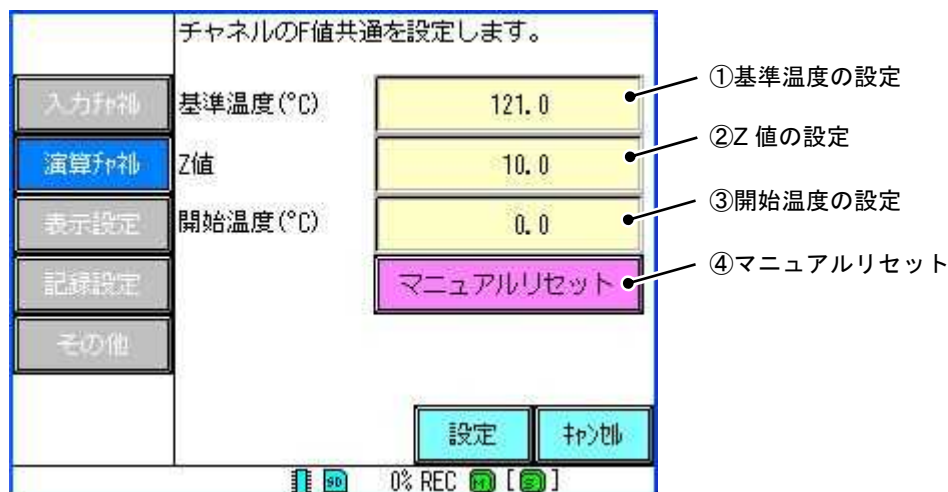 チャネルのF値共通を設定します。
入力ﾁｬﾈﾙ
基準温度(°C)
121.0
①基準温度の設定
演算ﾁｬﾈﾙ
Z値
10.0
②Z 値の設定
表示設定
開始温度(°C)
0.0
③開始温度の設定
記録設定
マニュアルリセット
④マニュアルリセット
その他
設定
ｷｬﾝｾﾙ
SD
0% REC M [S]